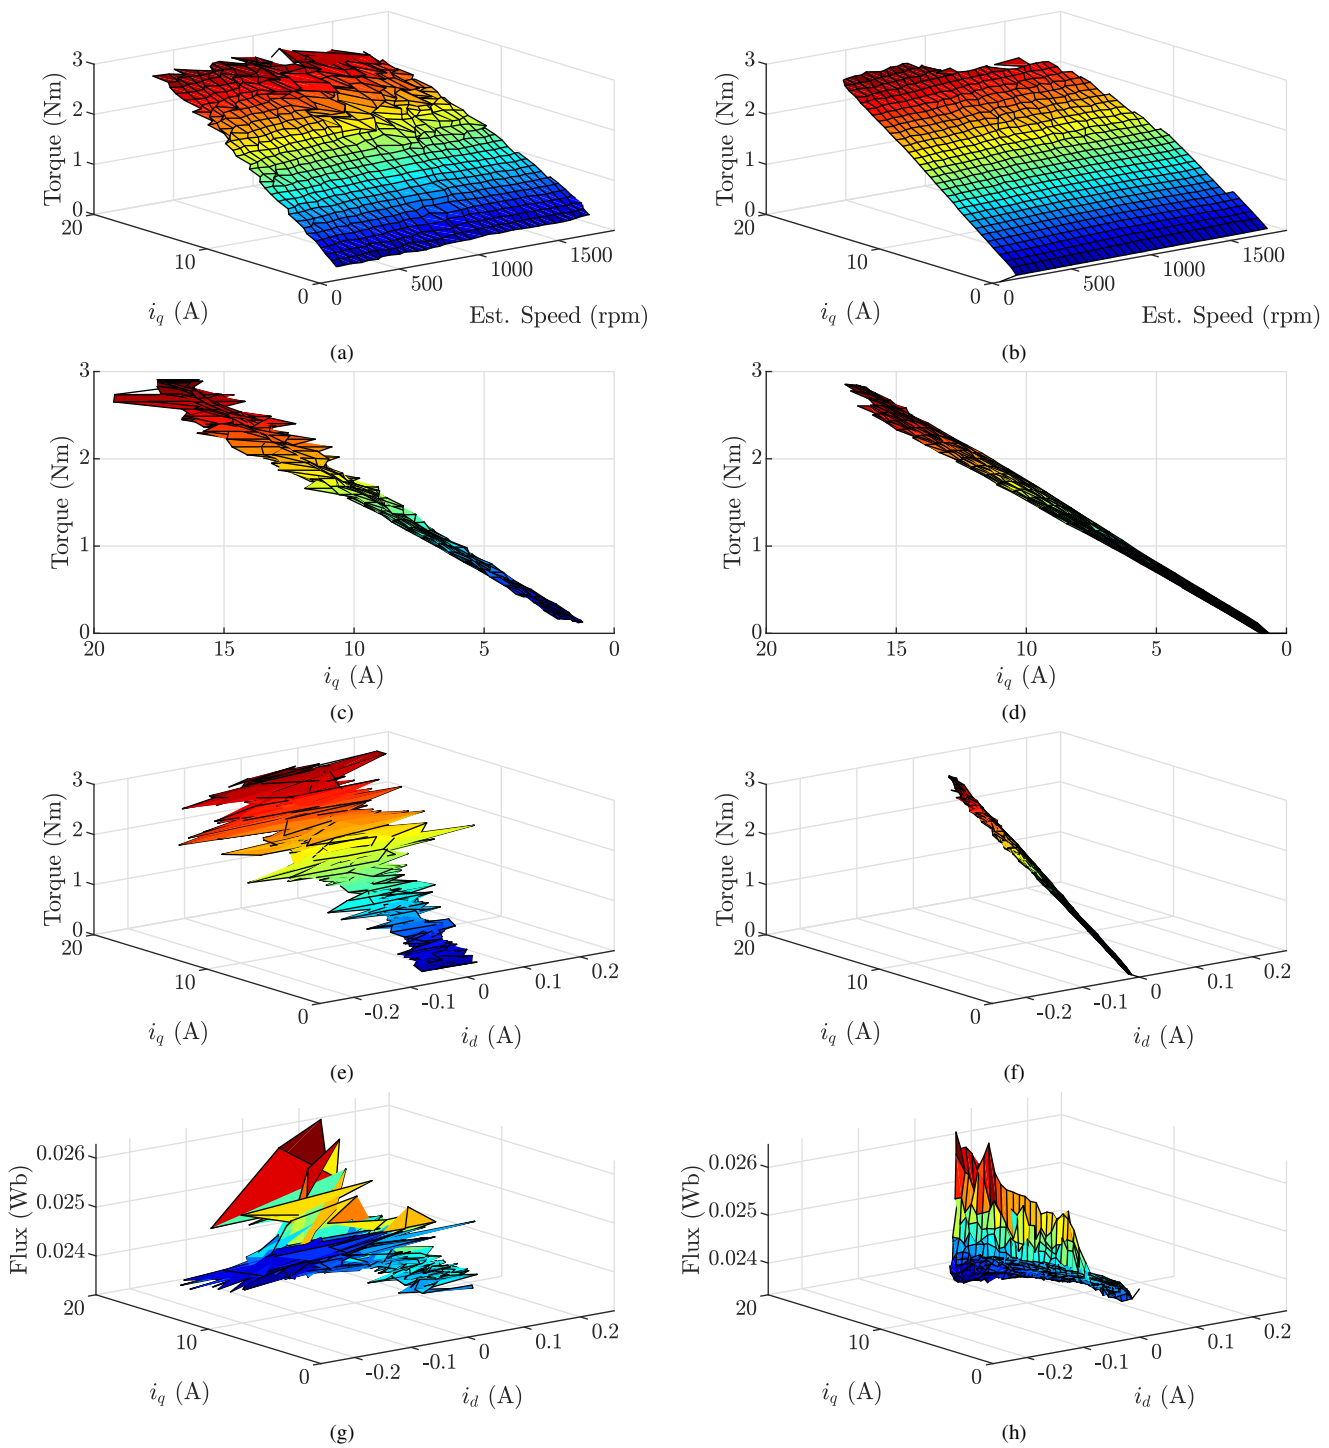 3
2
1
0
Torque (Nm)
20
10
0
i_q (A)
0
500
1000
1500
Est. Speed (rpm)
(a)
3
2
1
0
Torque (Nm)
20
10
0
i_q (A)
0
500
1000
1500
Est. Speed (rpm)
(b)
3
2
1
0
Torque (Nm)
20
15
10
5
0
i_q (A)
(c)
3
2
1
0
Torque (Nm)
20
15
10
5
0
i_q (A)
(d)
3
2
1
0
Torque (Nm)
20
10
0
i_q (A)
-0.2
-0.1
0
0.1
0.2
i_d (A)
(e)
3
2
1
0
Torque (Nm)
20
10
0
i_q (A)
-0.2
-0.1
0
0.1
0.2
i_d (A)
(f)
0.026
0.025
0.024
Flux (Wb)
20
10
0
i_q (A)
-0.2
-0.1
0
0.1
0.2
i_d (A)
(g)
0.026
0.025
0.024
Flux (Wb)
20
10
0
i_q (A)
-0.2
-0.1
0
0.1
0.2
i_d (A)
(h)